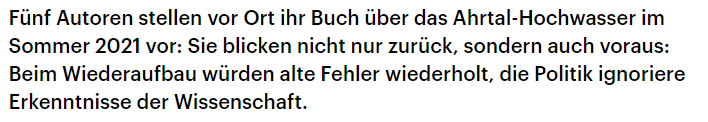 Fünf Autoren stellen vor Ort ihr Buch über das Ahrtal-Hochwasser im
Sommer 2021 vor: Sie blicken nicht nur zurück, sondern auch voraus:
Beim Wiederaufbau würden alte Fehler wiederholt, die Politik ignoriere
Erkenntnisse der Wissenschaft.